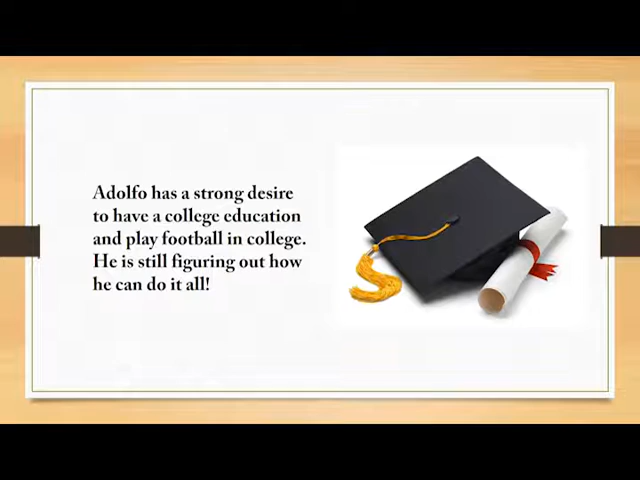 Adolfo has a strong desire
to have a college education
and play football in college.
He is still figuring out how
he can do it all!